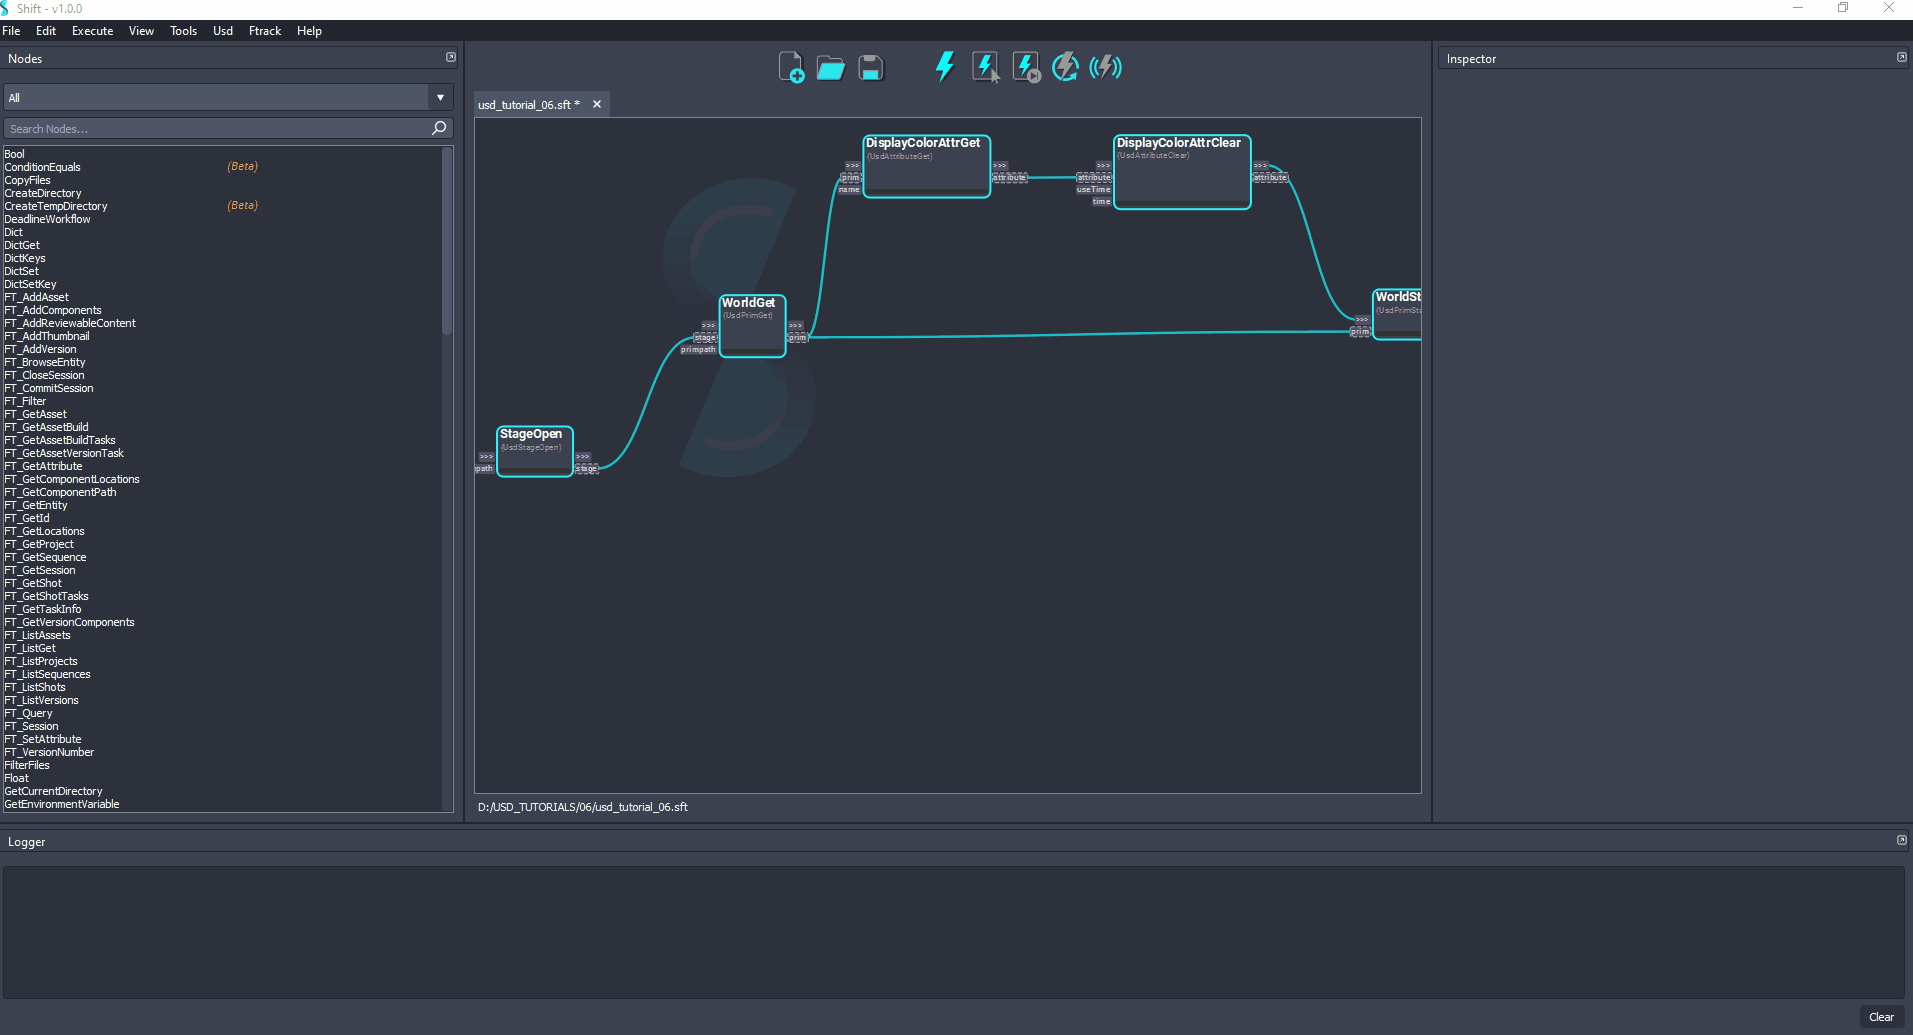 Shift - v1.0.0
File Edit Execute View Tools Usd Ftrack Help
Nodes
All
Search Nodes...
Bool
ConditionEquals (Beta)
CopyFiles
CreateDirectory
CreateTempDirectory (Beta)
DeadlineWorkflow
Dict
DictGet
DictKeys
DictSet
DictSetKey
FT_AddAsset
FT_AddComponents
FT_AddReviewableContent
FT_AddThumbnail
FT_AddVersion
FT_BrowseEntity
FT_CloseSession
FT_CommitSession
FT_Filter
FT_GetAsset
FT_GetAssetBuild
FT_GetAssetBuildTasks
FT_GetAssetVersionTask
FT_GetAttribute
FT_GetComponentLocations
FT_GetComponentPath
FT_GetEntity
FT_GetId
FT_GetLocations
FT_GetProject
FT_GetSequence
FT_GetSession
FT_GetShot
FT_GetShotTasks
FT_GetTaskInfo
FT_GetVersionComponents
FT_ListAssets
FT_ListGet
FT_ListProjects
FT_ListSequences
FT_ListShots
FT_ListVersions
FT_Query
FT_Session
FT_SetAttribute
FT_VersionNumber
FilterFiles
Float
GetCurrentDirectory
GetEnvironmentVariable
usd_tutorial_06.sft *
DisplayColorAttrGet
(UsdAttributeGet)
>>> >>>
prim attribute
name
DisplayColorAttrClear
(UsdAttributeClear)
>>> >>>
attribute attribute
useTime
time
WorldGet
(UsdPrimGet)
>>> >>>
stage prim
primpath
WorldSt
(UsdPrimSta
>>>
prim
StageOpen
(UsdStageOpen)
>>> >>>
path stage
D:/USD_TUTORIALS/06/usd_tutorial_06.sft
Inspector
Logger
Clear